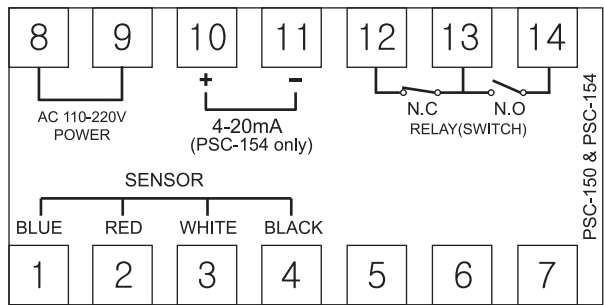 8 9 10 11 12 13 14
+ −
N.C N.O
AC 110-220V
POWER
4-20mA
(PSC-154 only)
RELAY(SWITCH)
PSC-150 & PSC-154
SENSOR
BLUE RED WHITE BLACK
1 2 3 4 5 6 7